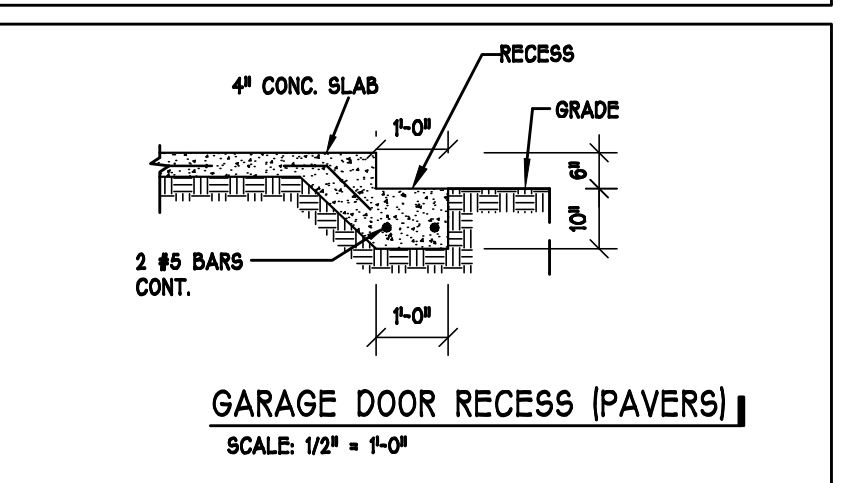 RECESS
4" CONC. SLAB
GRADE
1'-0"
6"
10"
2 #5 BARS
CONT.
1'-0"
GARAGE DOOR RECESS (PAVERS)
SCALE: 1/2" = 1'-0"